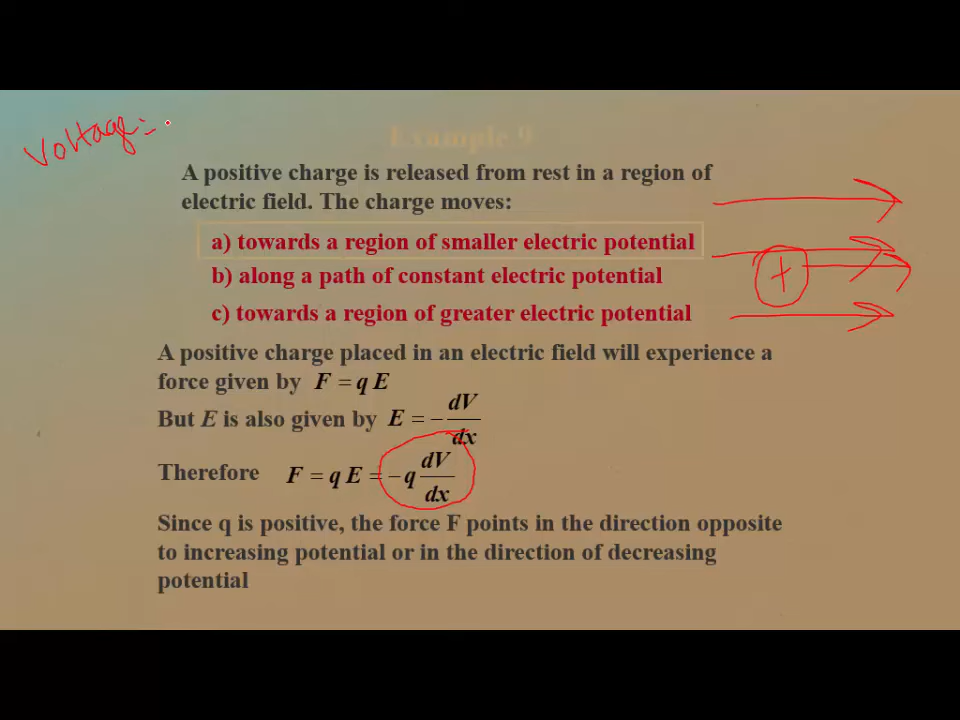 Voltage =
Example 9
A positive charge is released from rest in a region of
electric field. The charge moves:
a) towards a region of smaller electric potential
b) along a path of constant electric potential
c) towards a region of greater electric potential
+
A positive charge placed in an electric field will experience a
force given by F = q E
But E is also given by E = - dV/dx
Therefore F = q E = - q dV/dx
Since q is positive, the force F points in the direction opposite
to increasing potential or in the direction of decreasing
potential